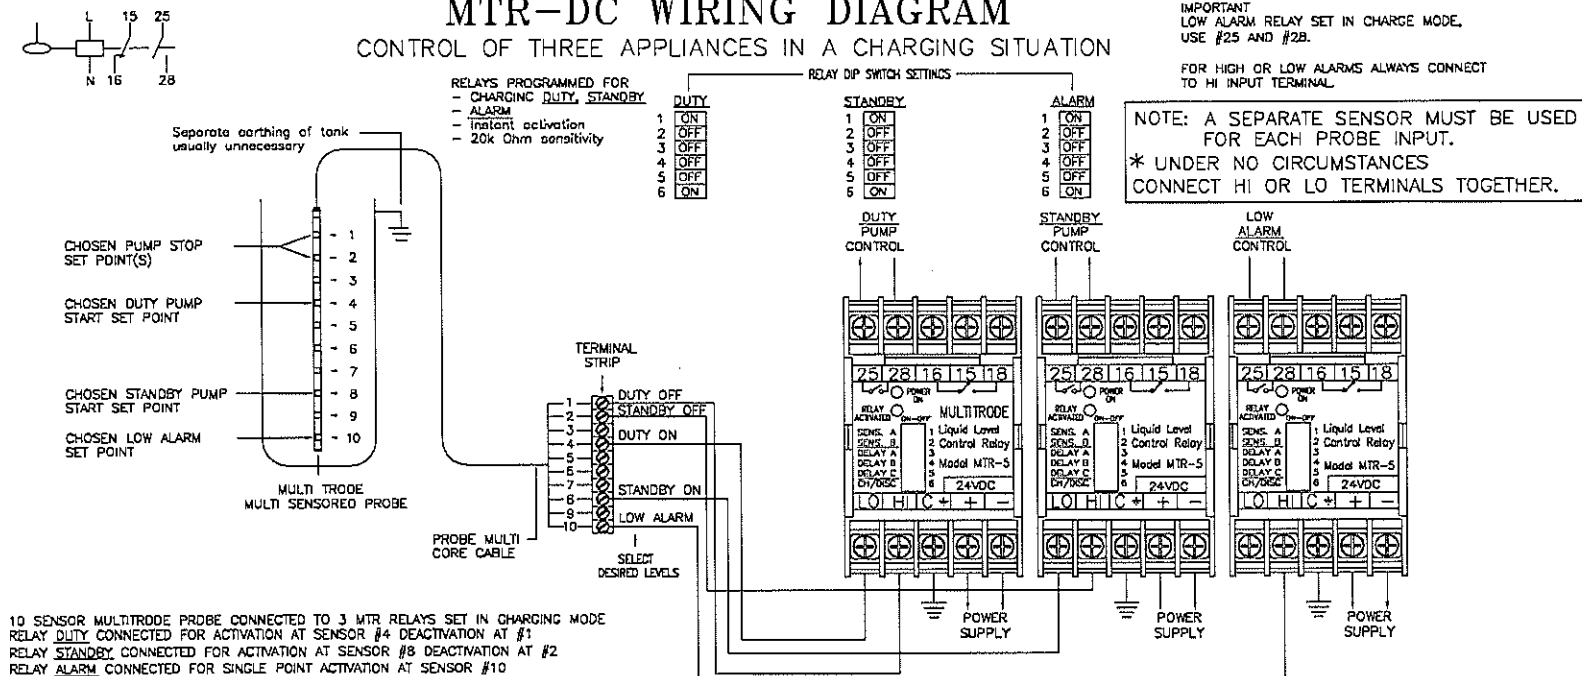 MTR-DC WIRING DIAGRAM
CONTROL OF THREE APPLIANCES IN A CHARGING SITUATION
IMPORTANT
LOW ALARM RELAY SET IN CHARGE MODE.
USE #25 AND #28.
FOR HIGH OR LOW ALARMS ALWAYS CONNECT
TO HI INPUT TERMINAL
NOTE: A SEPARATE SENSOR MUST BE USED
FOR EACH PROBE INPUT.
* UNDER NO CIRCUMSTANCES
CONNECT HI OR LO TERMINALS TOGETHER.
L 15 25
N 16 28
RELAYS PROGRAMMED FOR
- CHARGING DUTY, STANDBY
- ALARM
- Instant activation
- 20k Ohm sensitivity
RELAY DIP SWITCH SETTINGS
DUTY
1 ON
2 OFF
3 OFF
4 OFF
5 OFF
6 ON
STANDBY
1 ON
2 OFF
3 OFF
4 OFF
5 OFF
6 ON
ALARM
1 ON
2 OFF
3 OFF
4 OFF
5 OFF
6 ON
Separate earthing of tank
usually unnecessary
CHOSEN PUMP STOP
SET POINT(S)
CHOSEN DUTY PUMP
START SET POINT
CHOSEN STANDBY PUMP
START SET POINT
CHOSEN LOW ALARM
SET POINT
- 1
- 2
- 3
- 4
- 5
- 6
- 7
- 8
- 9
- 10
MULTI TRODE
MULTI SENSORED PROBE
PROBE MULTI
CORE CABLE
TERMINAL
STRIP
1 DUTY OFF
2 STANDBY OFF
3
4 DUTY ON
5
6
7
8 STANDBY ON
9
10 LOW ALARM
SELECT
DESIRED LEVELS
DUTY
PUMP
CONTROL
25 28 16 15 18
POWER
ON
RELAY
ACTIVATED
ON-OFF
MULTITRODE
SENS. A 1 Liquid Level
SENS. B 2 Control Relay
DELAY A 3
DELAY B 4 Model MTR-5
DELAY C 5
CH/DISC 6 24VDC
LO HI C * + -
POWER
SUPPLY
STANDBY
PUMP
CONTROL
25 28 16 15 18
POWER
ON
RELAY
ACTIVATED
ON-OFF
SENS. A 1 Liquid Level
SENS. B 2 Control Relay
DELAY A 3
DELAY B 4 Model MTR-5
DELAY C 5
CH/DISC 6 24VDC
LO HI C * + -
POWER
SUPPLY
LOW
ALARM
CONTROL
25 28 16 15 18
POWER
ON
RELAY
ACTIVATED
ON-OFF
SENS. A 1 Liquid Level
SENS. B 2 Control Relay
DELAY A 3
DELAY B 4 Model MTR-5
DELAY C 5
CH/DISC 6 24VDC
LO HI C * + -
POWER
SUPPLY
10 SENSOR MULTITRODE PROBE CONNECTED TO 3 MTR RELAYS SET IN CHARGING MODE
RELAY DUTY CONNECTED FOR ACTIVATION AT SENSOR #4 DEACTIVATION AT #1
RELAY STANDBY CONNECTED FOR ACTIVATION AT SENSOR #8 DEACTIVATION AT #2
RELAY ALARM CONNECTED FOR SINGLE POINT ACTIVATION AT SENSOR #10